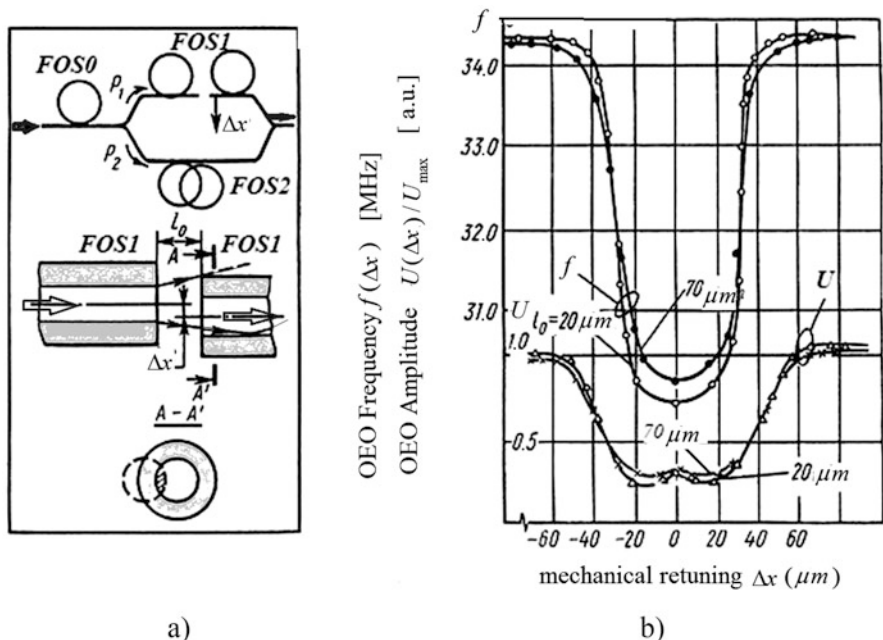 FOS0
FOS1
P1
Δx'
P2
FOS2
l0
A
FOS1
FOS1
Δx'
A'
A - A'
a)
OEO Frequency f(Δx) [MHz]
OEO Amplitude U(Δx)/Umax [a.u.]
f
34.0
33.0
32.0
31.0
U
1.0
0.5
f
U
l0=20 μm
70 μm
70 μm
20 μm
-60 -40 -20 0 20 40 60
mechanical retuning Δx (μm)
b)